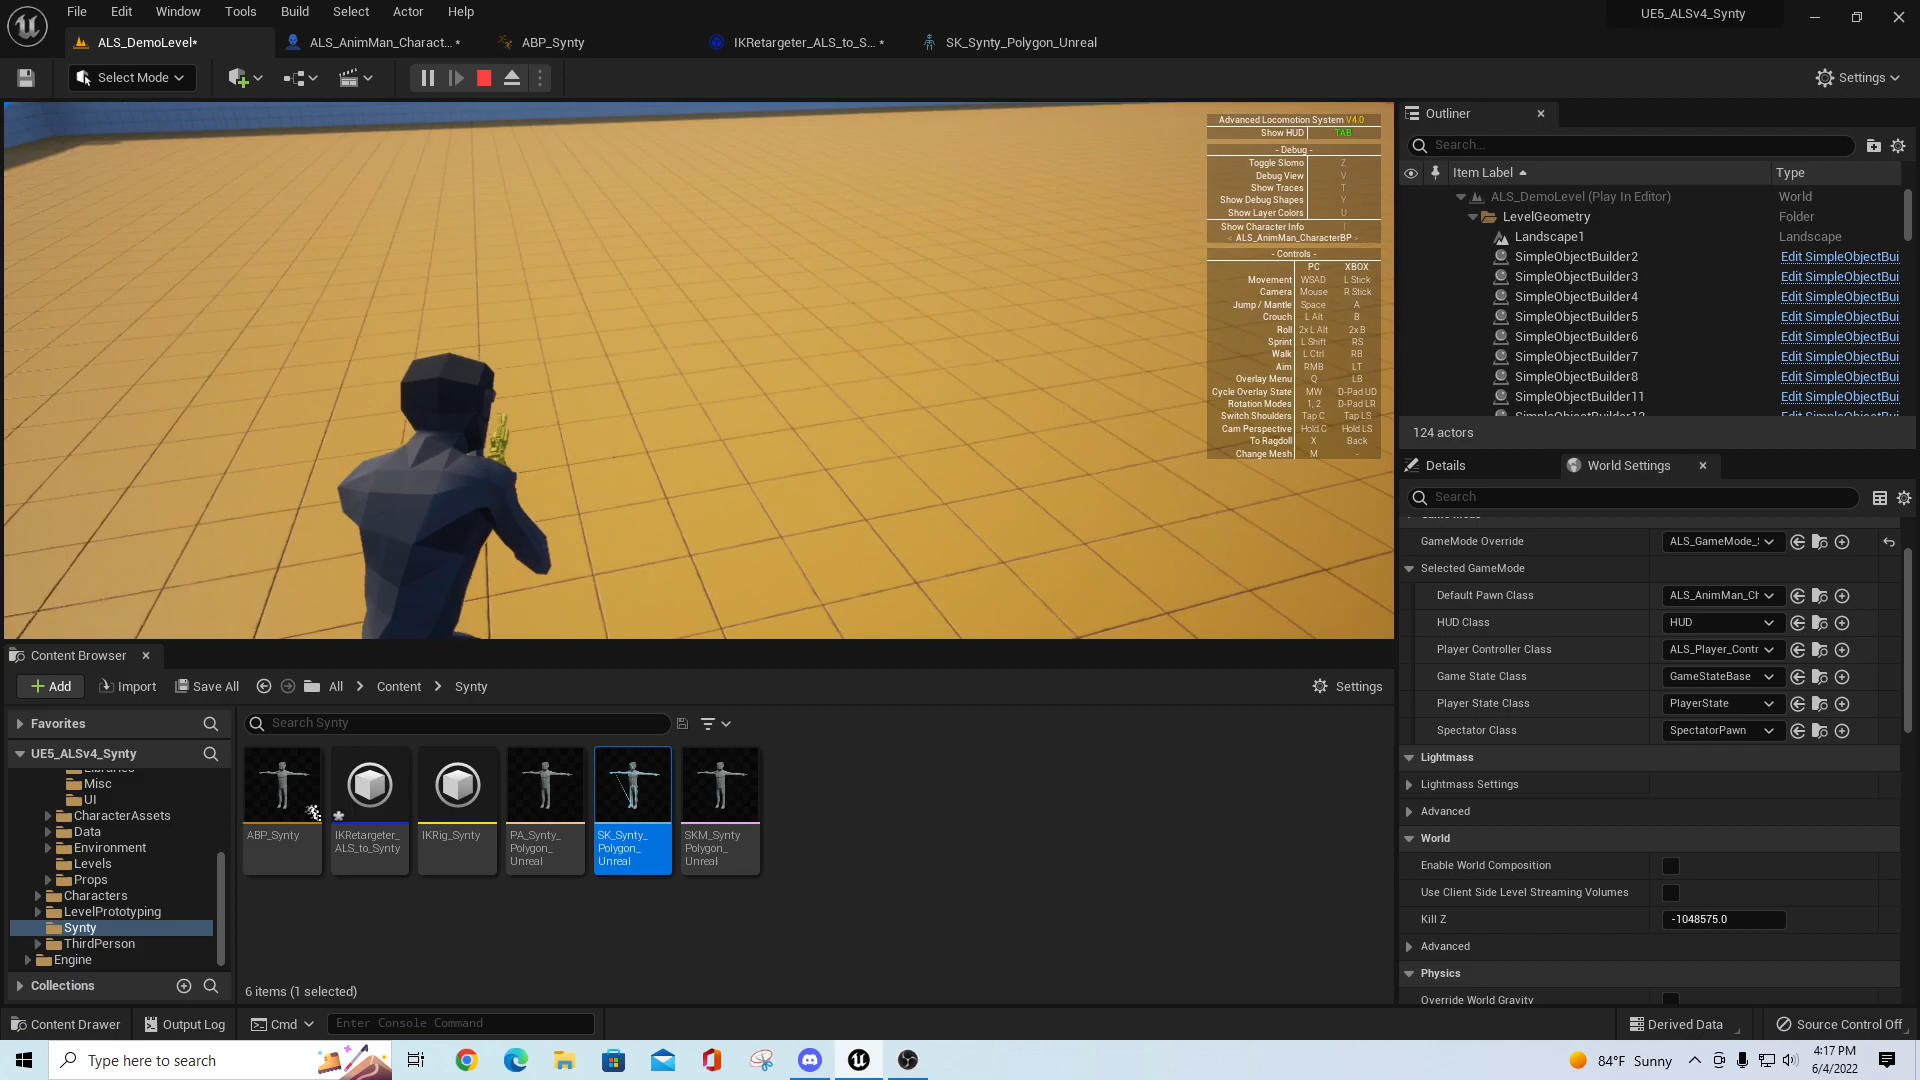 File Edit Window Tools Build Select Actor Help
UE5_ALSv4_Synty
ALS_DemoLevel*
ALS_AnimMan_Charact... *
ABP_Synty
IKRetargeter_ALS_to_S... *
SK_Synty_Polygon_Unreal
Select Mode
Settings
Advanced Locomotion System V4.0
Show HUD TAB
- Debug -
Toggle Slomo Z
Debug View V
Show Traces T
Show Debug Shapes Y
Show Layer Colors U
Show Character Info I
< ALS_AnimMan_CharacterBP >
- Controls -
PC XBOX
Movement WSAD L Stick
Camera Mouse R Stick
Jump / Mantle Space A
Crouch L Alt B
Roll 2x L Alt 2x B
Sprint L Shift RS
Walk L Ctrl RB
Aim RMB LT
Overlay Menu Q LB
Cycle Overlay State MW D-Pad UD
Rotation Modes 1, 2 D-Pad LR
Switch Shoulders Tap C Tap LS
Cam Perspective Hold C Hold LS
To Ragdoll X Back
Change Mesh M -
Outliner
Search...
Item Label Type
ALS_DemoLevel (Play In Editor) World
LevelGeometry Folder
Landscape1 Landscape
SimpleObjectBuilder2 Edit SimpleObjectBui
SimpleObjectBuilder3 Edit SimpleObjectBui
SimpleObjectBuilder4 Edit SimpleObjectBui
SimpleObjectBuilder5 Edit SimpleObjectBui
SimpleObjectBuilder6 Edit SimpleObjectBui
SimpleObjectBuilder7 Edit SimpleObjectBui
SimpleObjectBuilder8 Edit SimpleObjectBui
SimpleObjectBuilder11 Edit SimpleObjectBui
SimpleObjectBuilder12 Edit SimpleObjectBui
124 actors
Details World Settings
Search
GameMode Override ALS_GameMode_
Selected GameMode
Default Pawn Class ALS_AnimMan_Ch
HUD Class HUD
Player Controller Class ALS_Player_Contr
Game State Class GameStateBase
Player State Class PlayerState
Spectator Class SpectatorPawn
Lightmass
Lightmass Settings
Advanced
World
Enable World Composition
Use Client Side Level Streaming Volumes
Kill Z -1048575.0
Advanced
Physics
Override World Gravity
Content Browser
Add Import Save All All Content Synty Settings
Favorites
Search Synty
UE5_ALSv4_Synty
Libraries
Misc
UI
CharacterAssets
Data
Environment
Levels
Props
Characters
LevelPrototyping
Synty
ThirdPerson
Engine
Collections
ABP_Synty
IKRetargeter_
ALS_to_Synty
IKRig_Synty
PA_Synty_
Polygon_
Unreal
SK_Synty_
Polygon_
Unreal
SKM_Synty
Polygon_
Unreal
6 items (1 selected)
Content Drawer Output Log Cmd Enter Console Command Derived Data Source Control Off
Type here to search
84°F Sunny
4:17 PM
6/4/2022